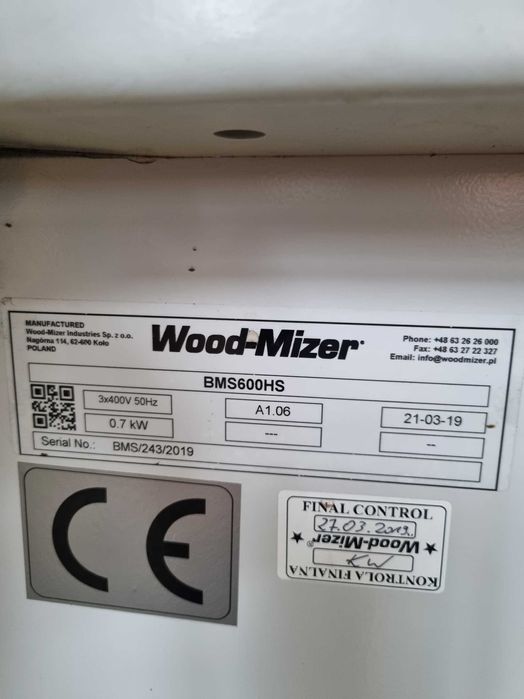 MANUFACTURED
Wood-Mizer Industries Sp. z o.o.
Nagórna 114, 62-600 Koło
POLAND
Wood-Mizer®
Phone: +48 63 26 26 000
Fax: +48 63 27 22 327
Email: info@woodmizer.pl
BMS600HS
3x400V 50Hz
A1.06
21-03-19
0.7 kW
---
--
Serial No.: BMS/243/2019
CE
FINAL CONTROL
27.03.2019.
Wood-Mizer®
KW
KONTROLA FINALNA